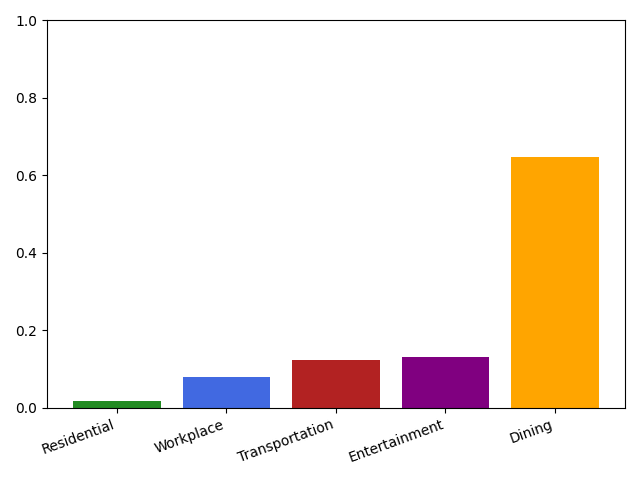 1.0
0.8
0.6
0.4
0.2
0.0
Residential
Workplace
Transportation
Entertainment
Dining